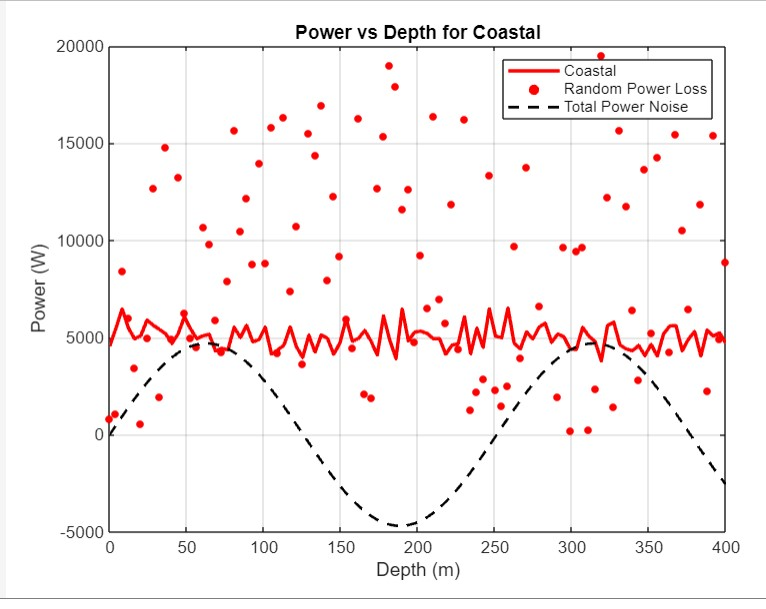 Power vs Depth for Coastal
20000
15000
10000
5000
0
-5000
Power (W)
Coastal
Random Power Loss
Total Power Noise
0 50 100 150 200 250 300 350 400
Depth (m)